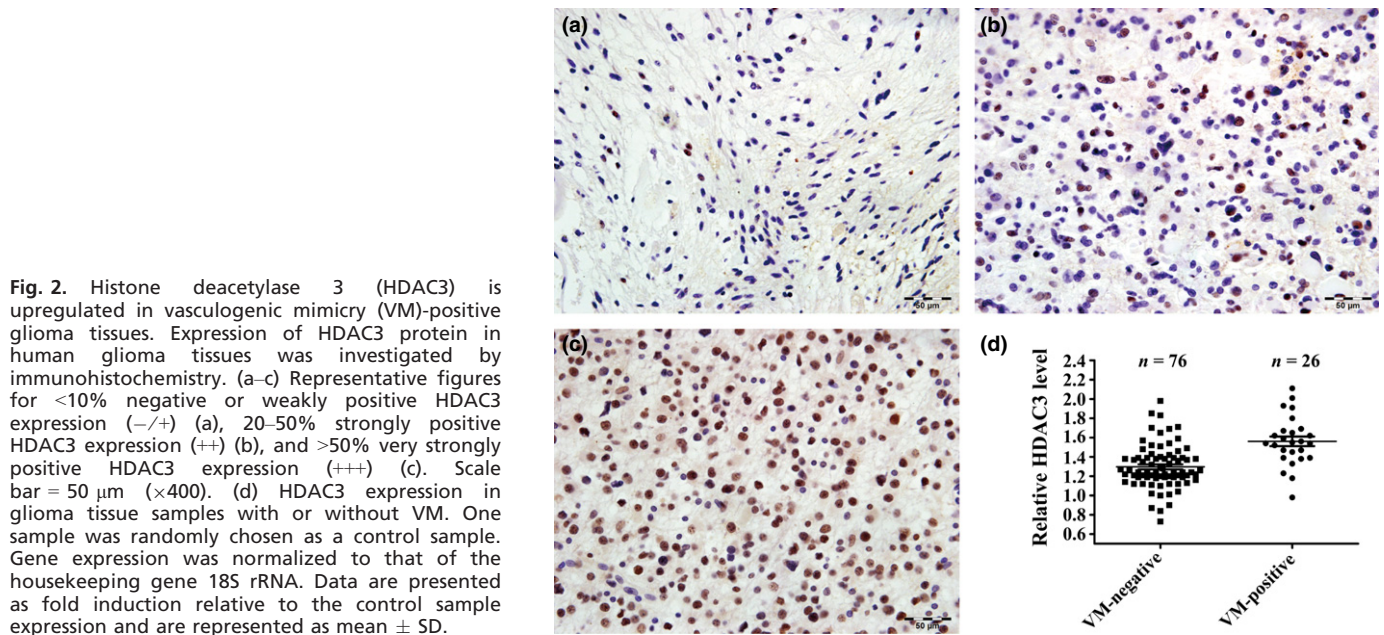 Fig. 2. Histone deacetylase 3 (HDAC3) is
upregulated in vasculogenic mimicry (VM)-positive
glioma tissues. Expression of HDAC3 protein in
human glioma tissues was investigated by
immunohistochemistry. (a–c) Representative figures
for <10% negative or weakly positive HDAC3
expression (−/+) (a), 20–50% strongly positive
HDAC3 expression (++) (b), and >50% very strongly
positive HDAC3 expression (+++) (c). Scale
bar = 50 μm (×400). (d) HDAC3 expression in
glioma tissue samples with or without VM. One
sample was randomly chosen as a control sample.
Gene expression was normalized to that of the
housekeeping gene 18S rRNA. Data are presented
as fold induction relative to the control sample
expression and are represented as mean ± SD.
(a)
50 μm
(b)
50 μm
(c)
50 μm
(d)
n = 76
n = 26
Relative HDAC3 level
2.4
2.2
2.0
1.8
1.6
1.4
1.2
1.0
0.8
0.6
VM-negative
VM-positive